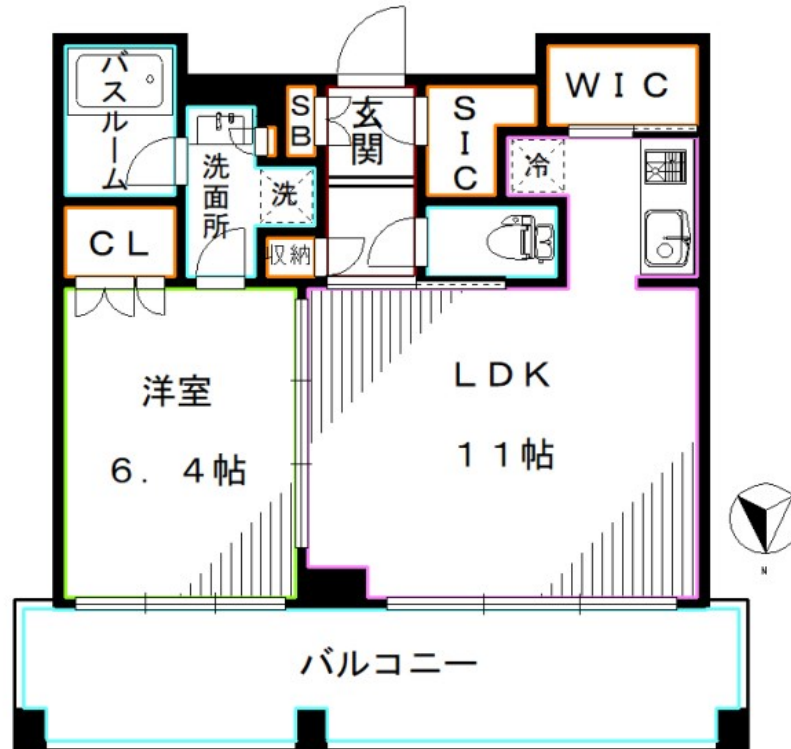 バスルーム
SB
玄関
SIC
WIC
洗面所
洗
冷
CL
収納
洋室
6.4帖
LDK
11帖
N
バルコニー